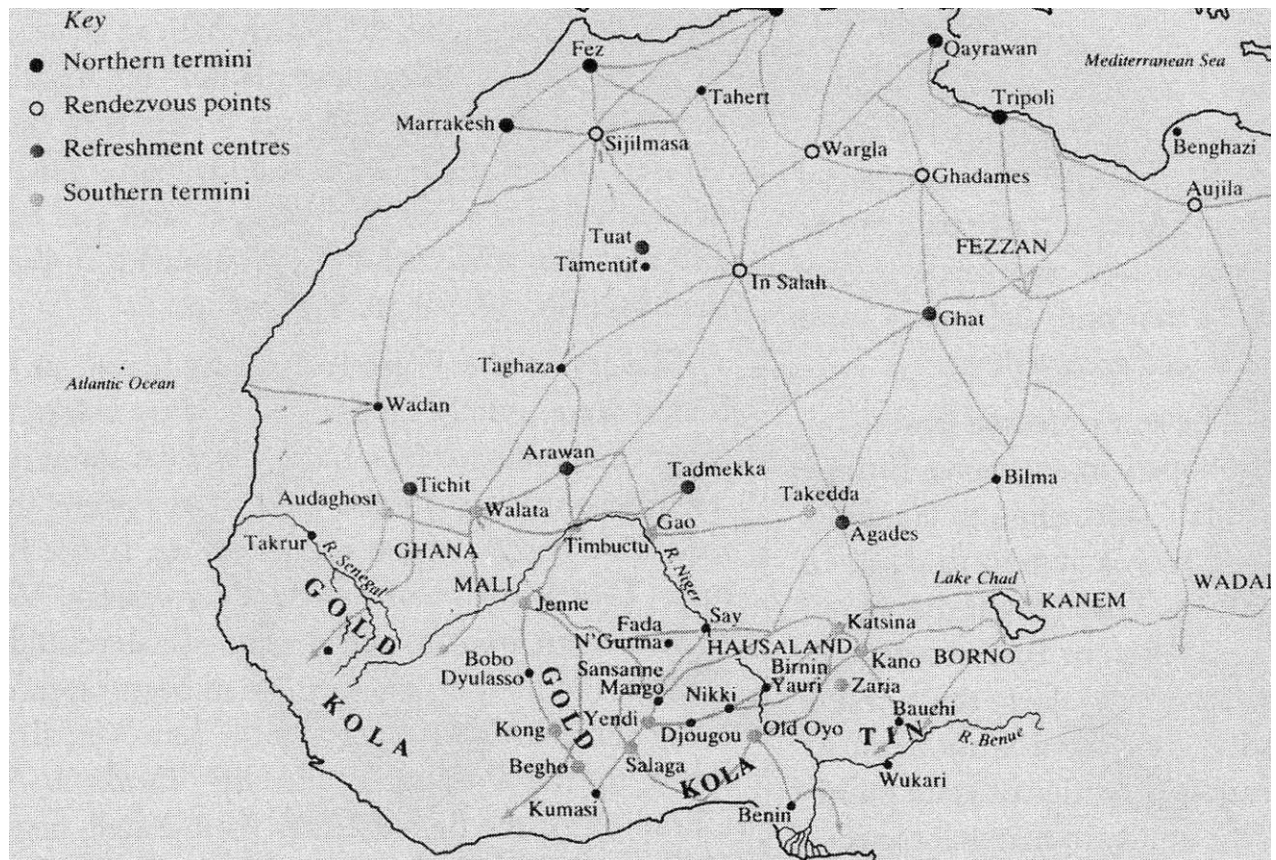 Key
Northern termini
Rendezvous points
Refreshment centres
Southern termini
Fez
Qayrawan
Mediterranean Sea
Tahert
Tripoli
Marrakesh
Sijilmasa
Wargla
Benghazi
Ghadames
Aujila
Tuat
FEZZAN
Tamentit
In Salah
Ghat
Taghaza
Atlantic Ocean
Wadan
Arawan
Tadmekka
Bilma
Tichit
Takedda
Audaghost
Walata
Gao
Agades
Takrur
Timbuctu
R. Senegal
GHANA
R. Niger
Lake Chad
WADAI
MALI
KANEM
GOLD
Jenne
Say
Katsina
Fada
N'Gurma
HAUSALAND
BORNO
Kano
Bobo
Dyulasso
Sansanne
Mango
Birnin
Yauri
Zaria
KOLA
GOLD
Nikki
Bauchi
Kong
Yendi
Djougou
Old Oyo
TIN
R. Benue
Begho
Salaga
KOLA
Wukari
Kumasi
Benin